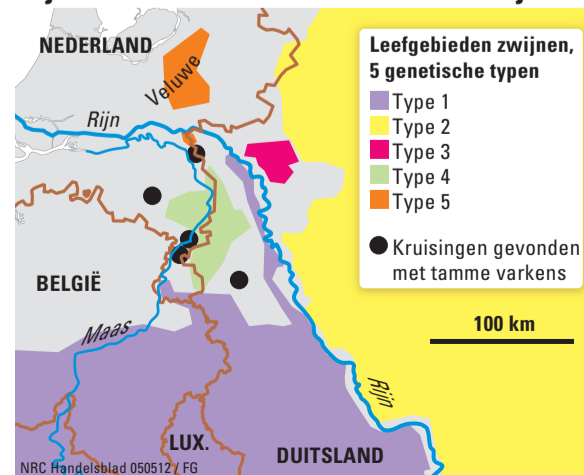 NEDERLAND
Veluwe
Rijn
Leefgebieden zwijnen,
5 genetische typen
Type 1
Type 2
Type 3
Type 4
Type 5
Kruisingen gevonden
met tamme varkens
100 km
BELGIË
Maas
Rijn
LUX.
DUITSLAND
NRC Handelsblad 050512 / FG